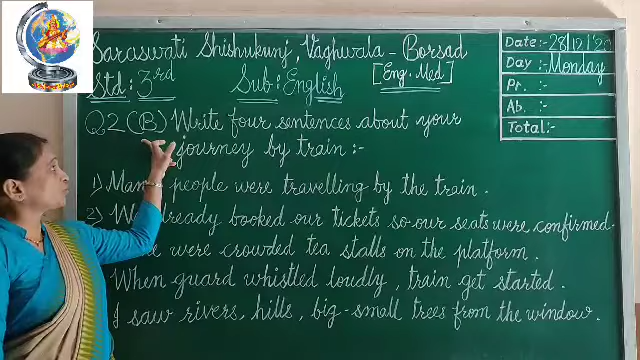 Saraswati Shishukunj, Vaghwala - Borsad
Std: 3rd Sub: English [Eng. Med]
Date:- 28/12/20
Day:- Monday
Pr. :-
Ab. :-
Total:-
Q2 (B) Write four sentences about your
journey by train :-
1) Many people were travelling by the train.
2) We already booked our tickets so our seats were confirmed.
were crowded tea stalls on the platform.
When guard whistled loudly, train get started.
I saw rivers, hills, big-small trees from the window.